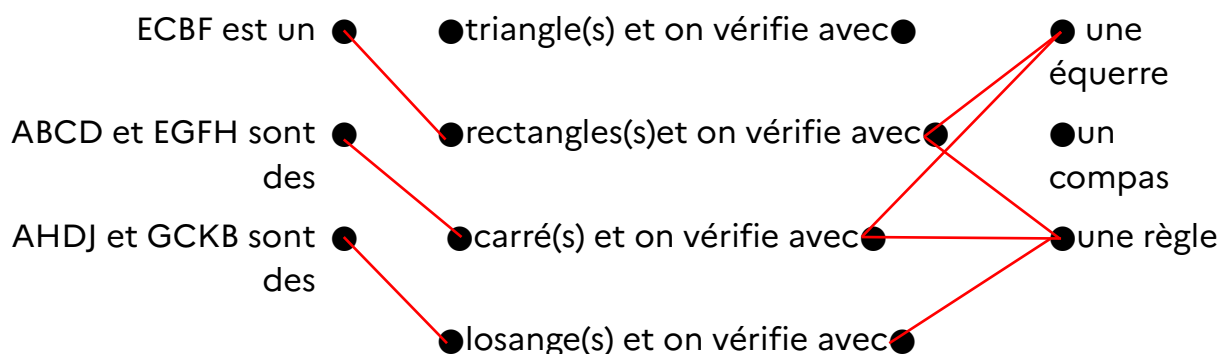 ECBF est un ● ●triangle(s) et on vérifie avec● ● une
équerre
ABCD et EGFH sont ● ●rectangles(s)et on vérifie avec● ●un
des compas
AHDJ et GCKB sont ● ●carré(s) et on vérifie avec● ●une règle
des
●losange(s) et on vérifie avec●